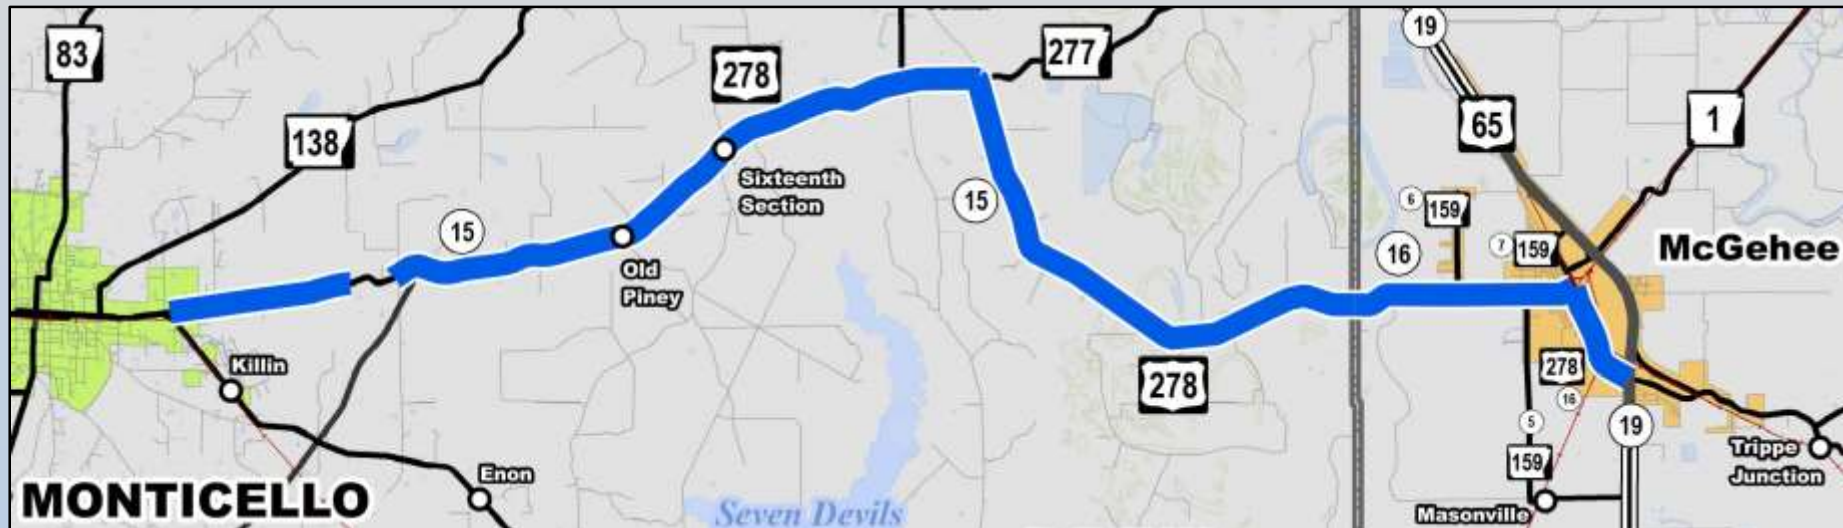 19
83
277
278
65
1
138
Sixteenth
Section
15
6
159
15
7
159
McGehee
16
Old
Piney
Killin
278
278
16
5
19
Trippe
Junction
159
Enon
MONTICELLO
Seven Devils
Masonville